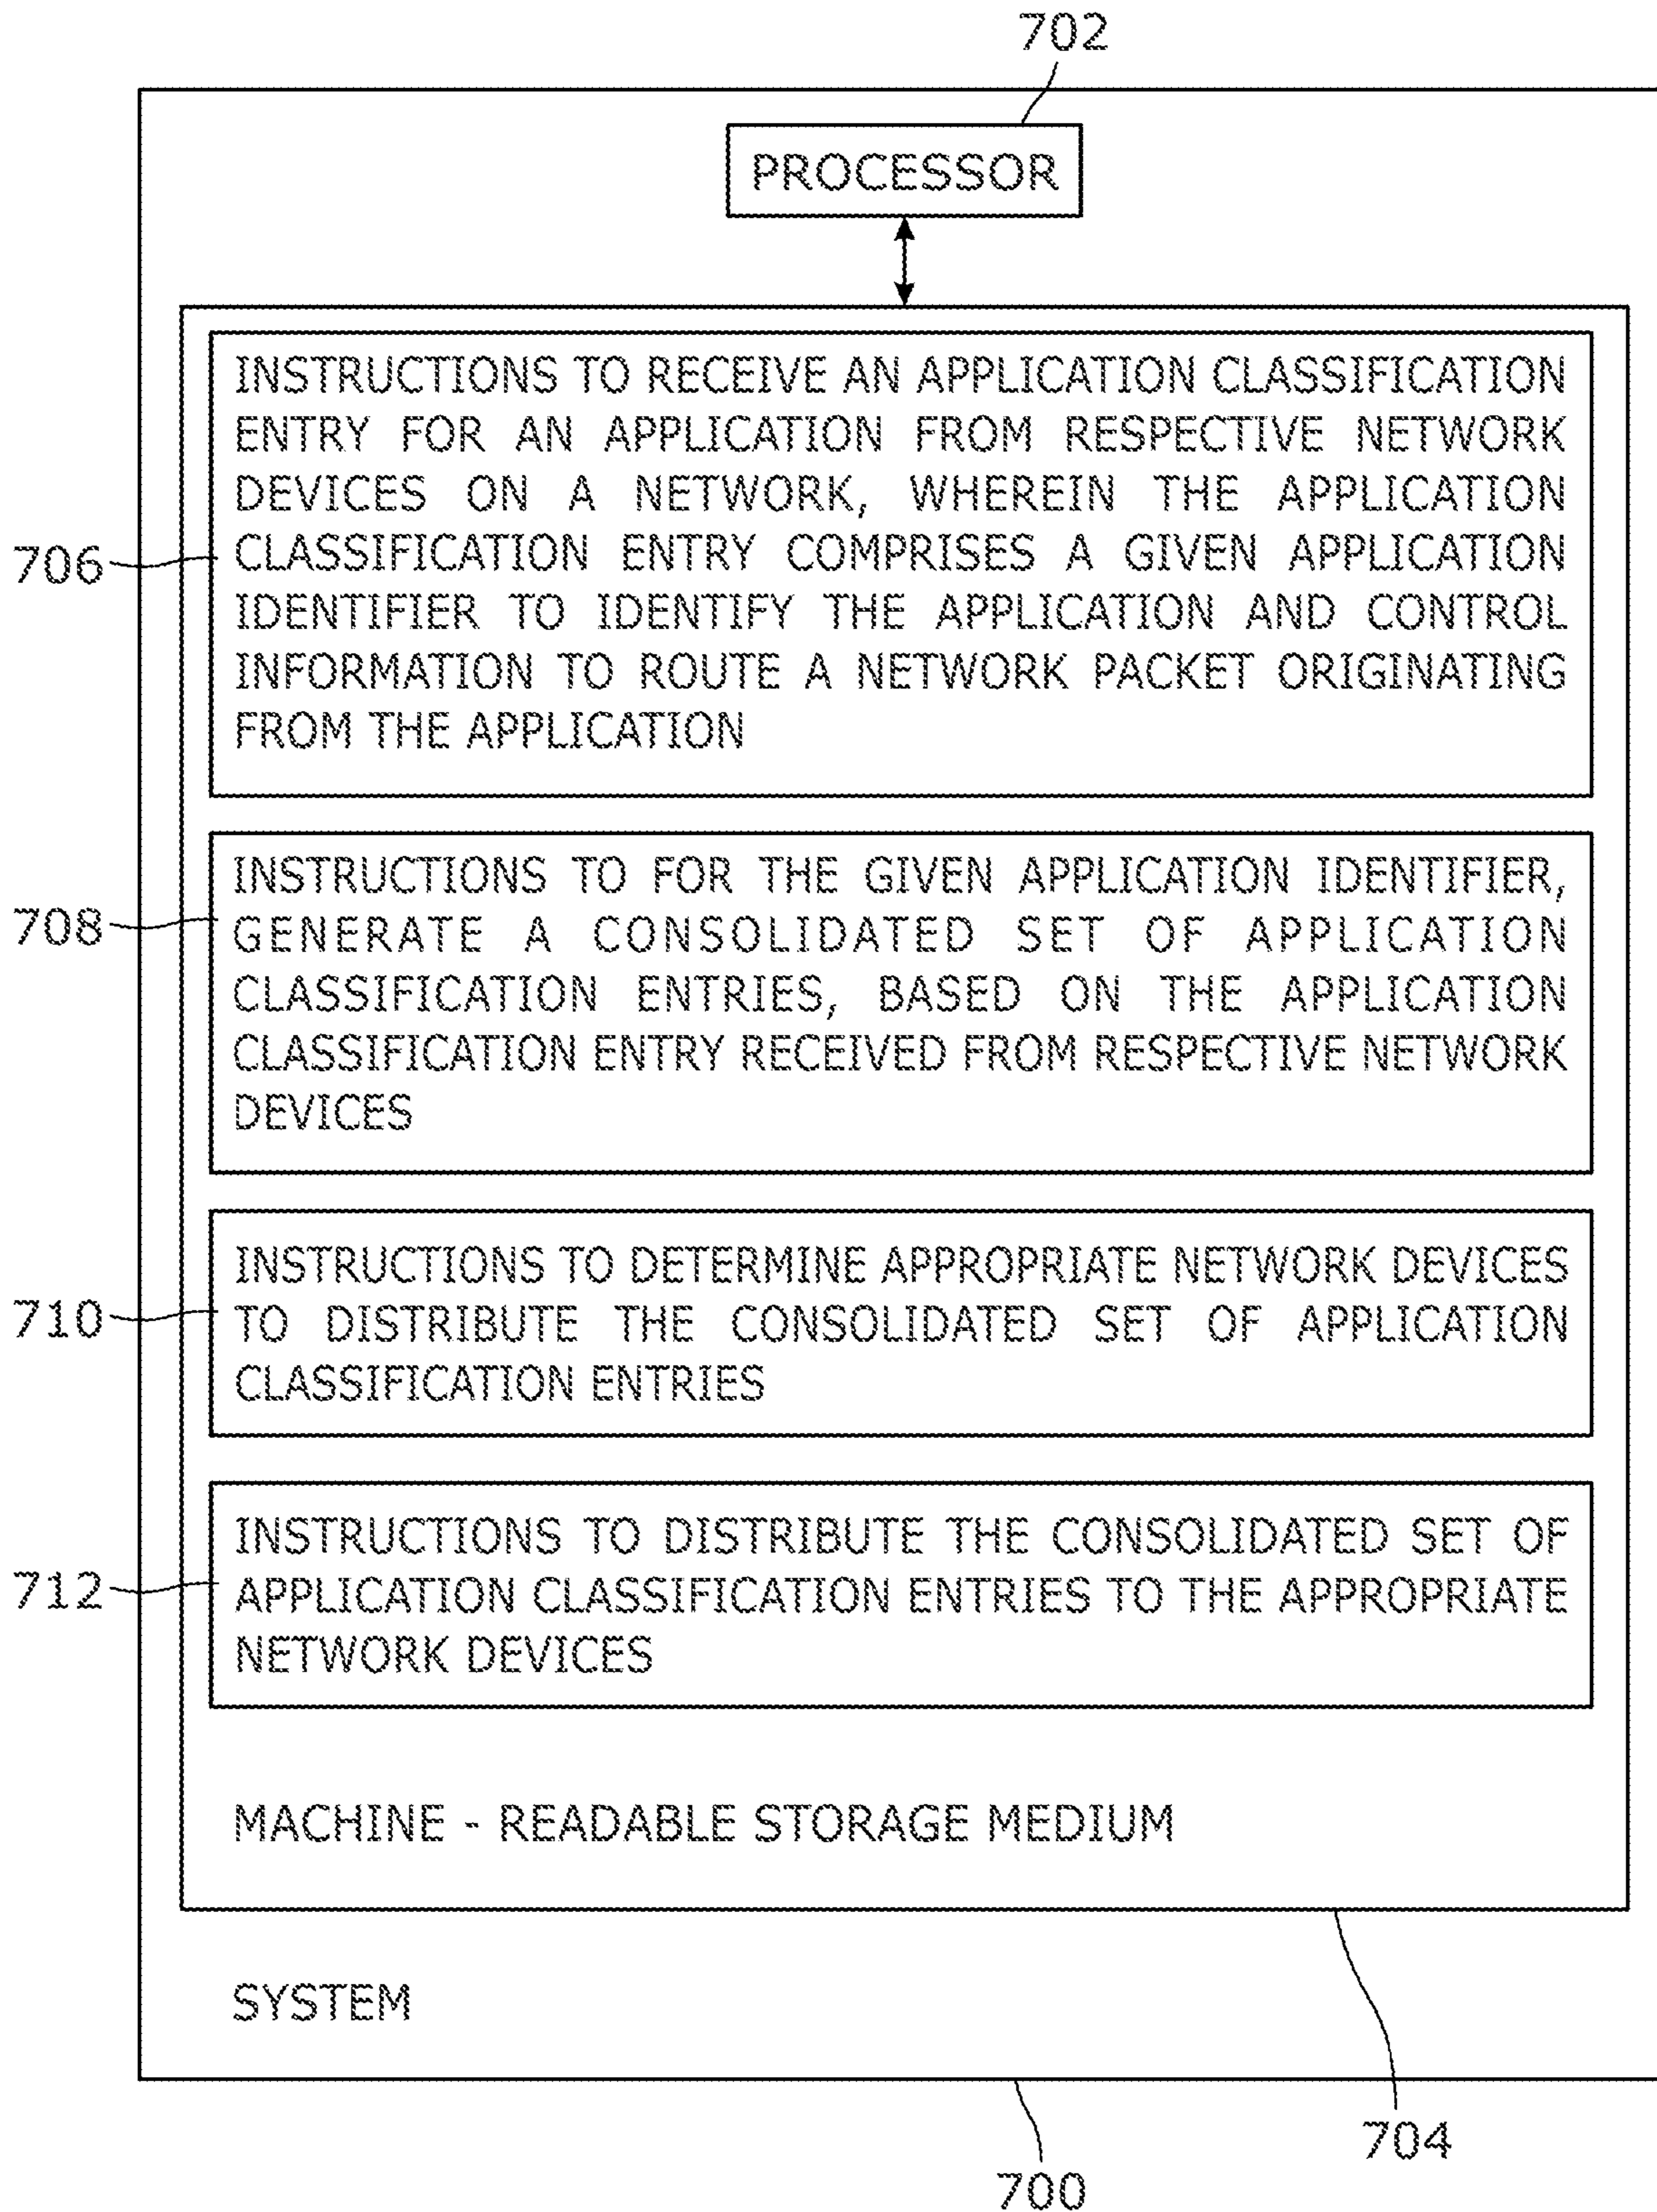 702
PROCESSOR
INSTRUCTIONS TO RECEIVE AN APPLICATION CLASSIFICATION
ENTRY FOR AN APPLICATION FROM RESPECTIVE NETWORK
DEVICES ON A NETWORK, WHEREIN THE APPLICATION
CLASSIFICATION ENTRY COMPRISES A GIVEN APPLICATION
IDENTIFIER TO IDENTIFY THE APPLICATION AND CONTROL
INFORMATION TO ROUTE A NETWORK PACKET ORIGINATING
FROM THE APPLICATION
706
INSTRUCTIONS TO FOR THE GIVEN APPLICATION IDENTIFIER,
GENERATE A CONSOLIDATED SET OF APPLICATION
CLASSIFICATION ENTRIES, BASED ON THE APPLICATION
CLASSIFICATION ENTRY RECEIVED FROM RESPECTIVE NETWORK
DEVICES
708
INSTRUCTIONS TO DETERMINE APPROPRIATE NETWORK DEVICES
TO DISTRIBUTE THE CONSOLIDATED SET OF APPLICATION
CLASSIFICATION ENTRIES
710
INSTRUCTIONS TO DISTRIBUTE THE CONSOLIDATED SET OF
APPLICATION CLASSIFICATION ENTRIES TO THE APPROPRIATE
NETWORK DEVICES
712
MACHINE - READABLE STORAGE MEDIUM
SYSTEM
704
700